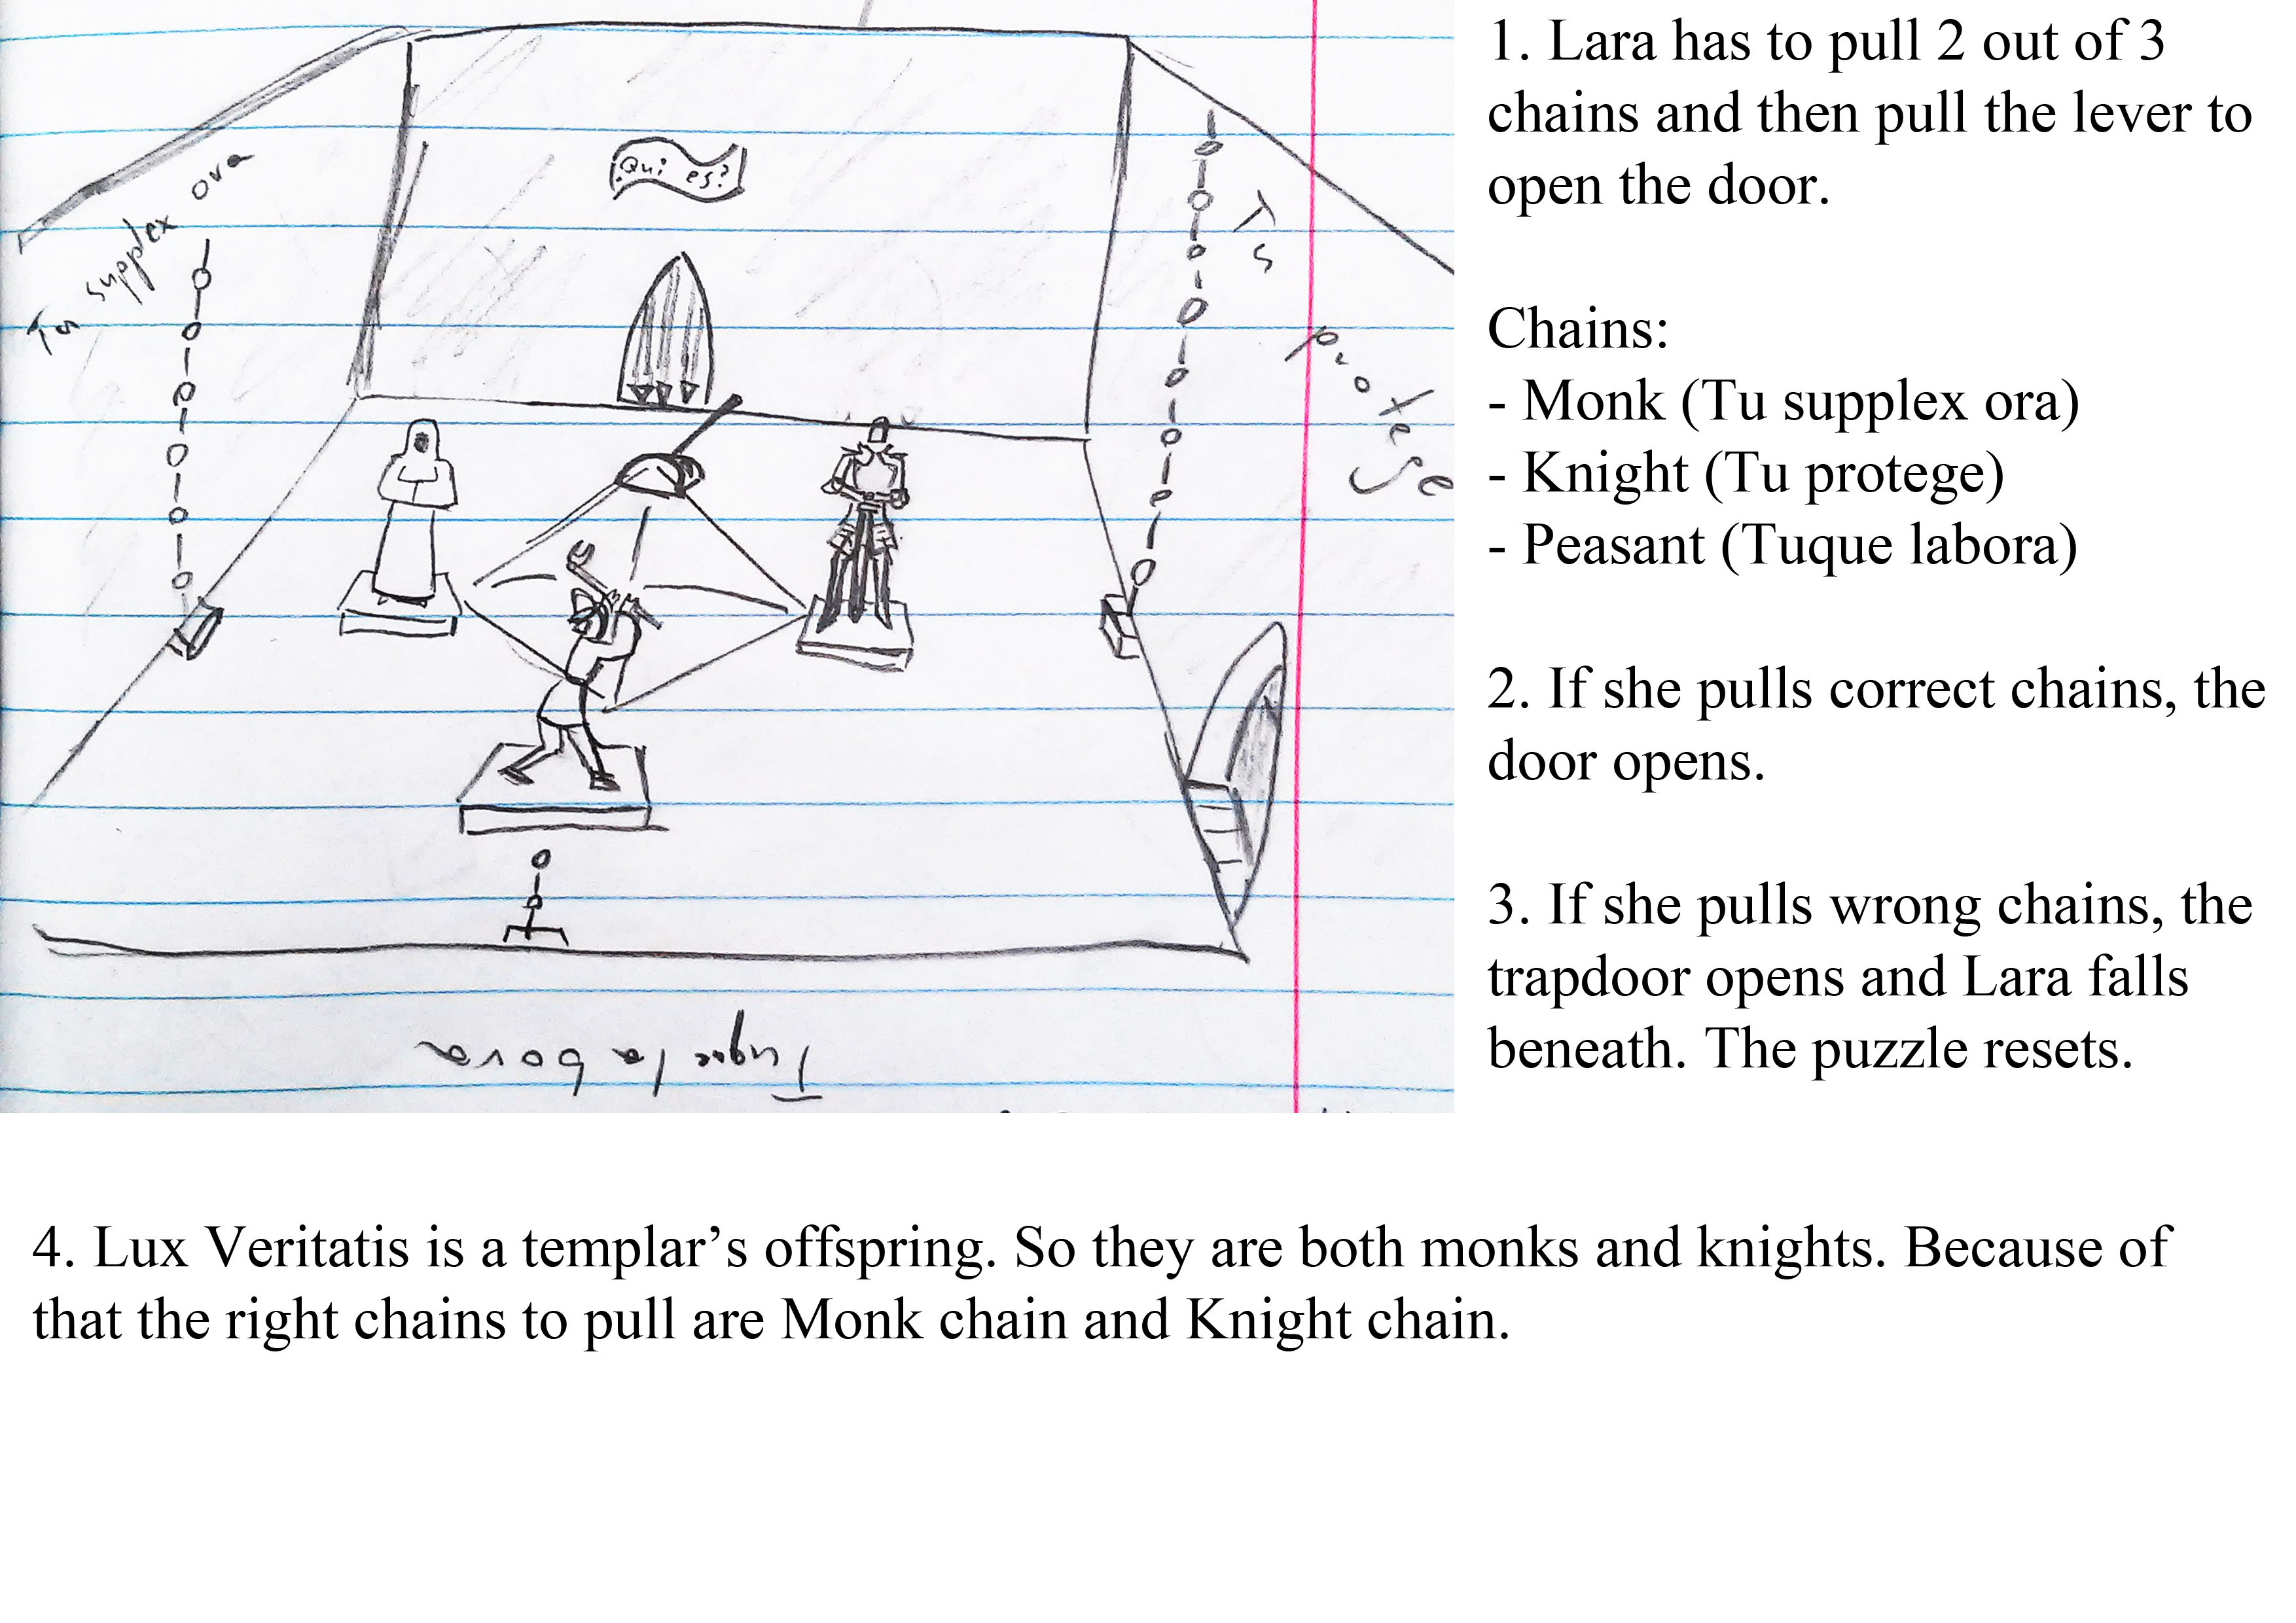 Qui es?
Tu supplex ora
Tu
protege
Tuque labora
1. Lara has to pull 2 out of 3
chains and then pull the lever to
open the door.
Chains:
- Monk (Tu supplex ora)
- Knight (Tu protege)
- Peasant (Tuque labora)
2. If she pulls correct chains, the
door opens.
3. If she pulls wrong chains, the
trapdoor opens and Lara falls
beneath. The puzzle resets.
4. Lux Veritatis is a templar’s offspring. So they are both monks and knights. Because of
that the right chains to pull are Monk chain and Knight chain.